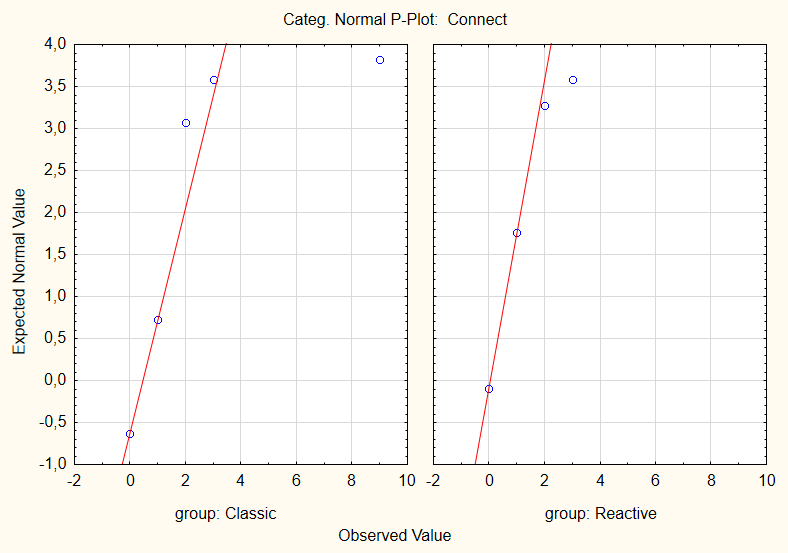 Categ. Normal P-Plot:  Connect
4,0
3,5
3,0
2,5
2,0
1,5
1,0
0,5
0,0
-0,5
-1,0
Expected Normal Value
-2 0 2 4 6 8 10
-2 0 2 4 6 8 10
group: Classic
group: Reactive
Observed Value